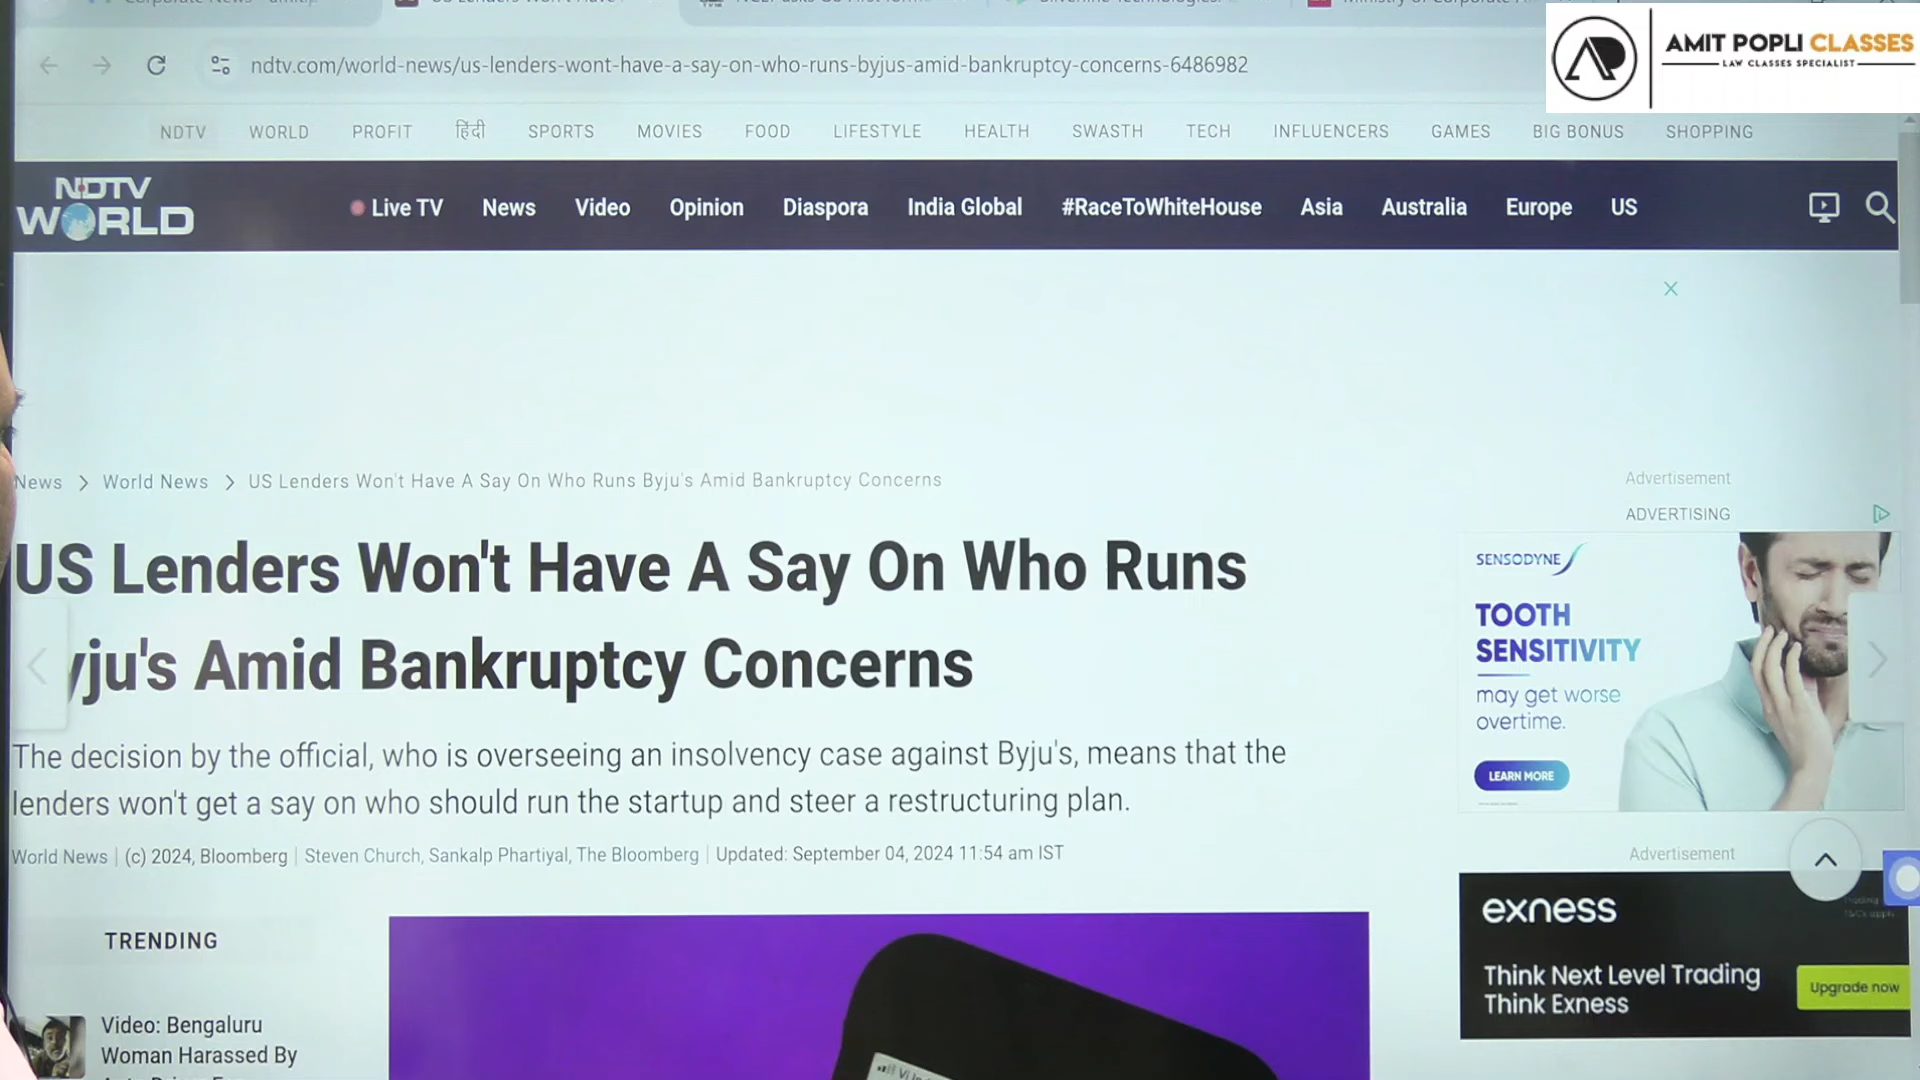 AMIT POPLI CLASSES
LAW CLASSES SPECIALIST
ndtv.com/world-news/us-lenders-wont-have-a-say-on-who-runs-byjus-amid-bankruptcy-concerns-6486982
NDTV WORLD PROFIT हिंदी SPORTS MOVIES FOOD LIFESTYLE HEALTH SWASTH TECH INFLUENCERS GAMES BIG BONUS SHOPPING
NDTV
WORLD
Live TV News Video Opinion Diaspora India Global #RaceToWhiteHouse Asia Australia Europe US
News > World News > US Lenders Won't Have A Say On Who Runs Byju's Amid Bankruptcy Concerns
US Lenders Won't Have A Say On Who Runs
yju's Amid Bankruptcy Concerns
The decision by the official, who is overseeing an insolvency case against Byju's, means that the
lenders won't get a say on who should run the startup and steer a restructuring plan.
World News | (c) 2024, Bloomberg | Steven Church, Sankalp Phartiyal, The Bloomberg | Updated: September 04, 2024 11:54 am IST
TRENDING
Video: Bengaluru
Woman Harassed By
Advertisement
ADVERTISING
SENSODYNE
TOOTH
SENSITIVITY
may get worse
overtime.
LEARN MORE
Advertisement
exness
Think Next Level Trading
Think Exness
Upgrade now